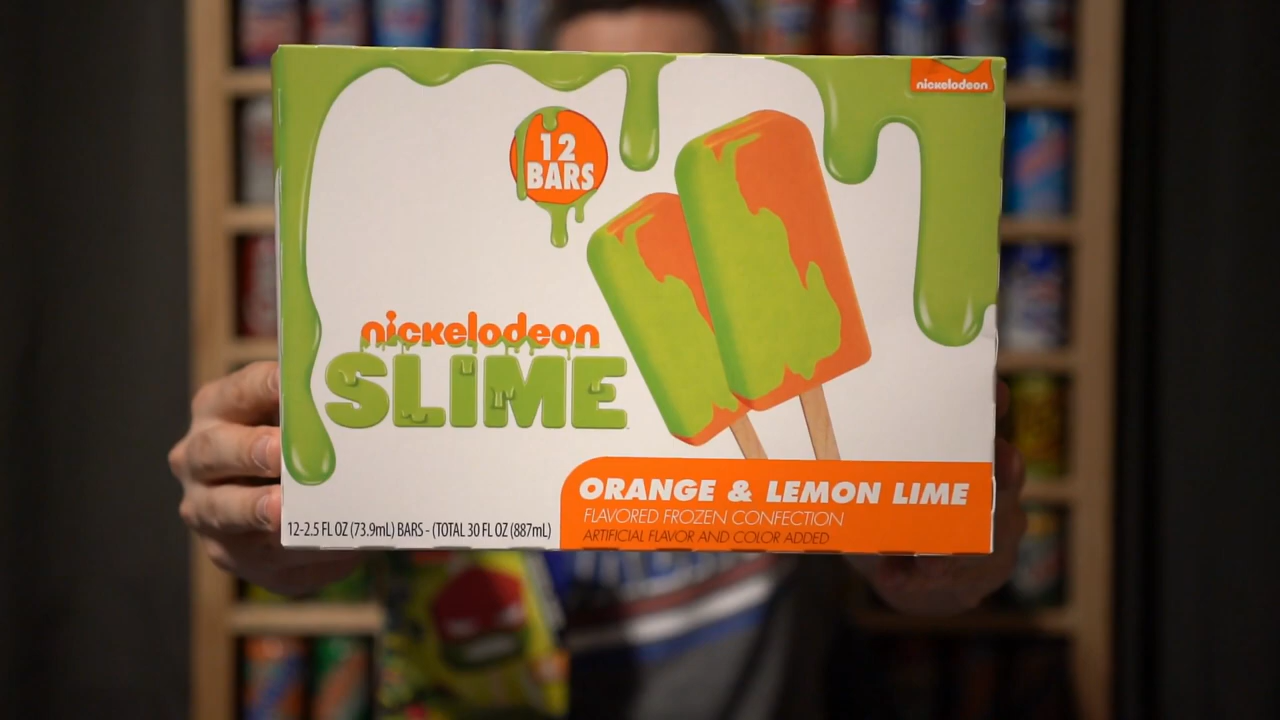 nickelodeon
12
BARS
nickelodeon
SLIME
ORANGE & LEMON LIME
FLAVORED FROZEN CONFECTION
ARTIFICIAL FLAVOR AND COLOR ADDED
12-2.5 FL OZ (73.9mL) BARS - (TOTAL 30 FL OZ (887mL)